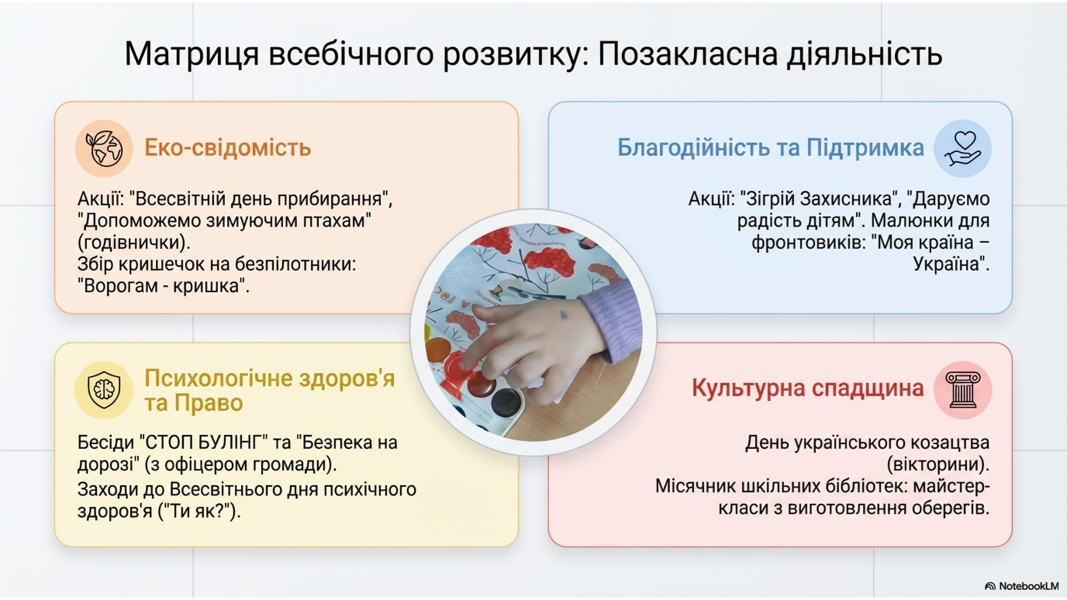 Матриця всебічного розвитку: Позакласна діяльність
Еко-свідомість
Акції: "Всесвітній день прибирання",
"Допоможемо зимуючим птахам"
(годівнички).
Збір кришечок на безпілотники:
"Ворогам - кришка".
Благодійність та Підтримка
Акції: "Зігрій Захисника", "Даруємо
радість дітям". Малюнки для
фронтовиків: "Моя країна –
Україна".
Психологічне здоров'я
та Право
Бесіди "СТОП БУЛІНГ" та "Безпека на
дорозі" (з офіцером громади).
Заходи до Всесвітнього дня психічного
здоров'я ("Ти як?").
Культурна спадщина
День українського козацтва
(вікторини).
Місячник шкільних бібліотек: майстер-
класи з виготовлення оберегів.
NotebookLM